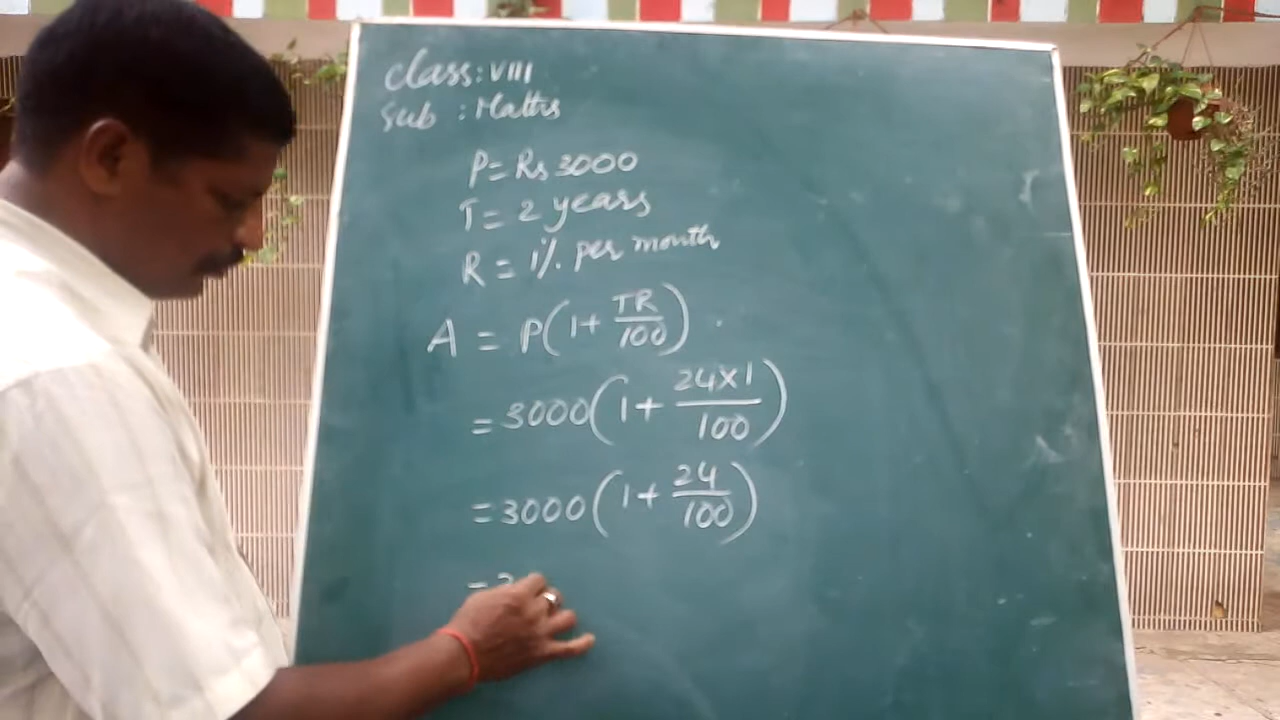 class: VIII
Sub : Maths
P = Rs 3000
T = 2 years
R = 1% per month
A = P(1+ TR/100).
= 3000(1+ 24×1/100)
= 3000(1+ 24/100)
=